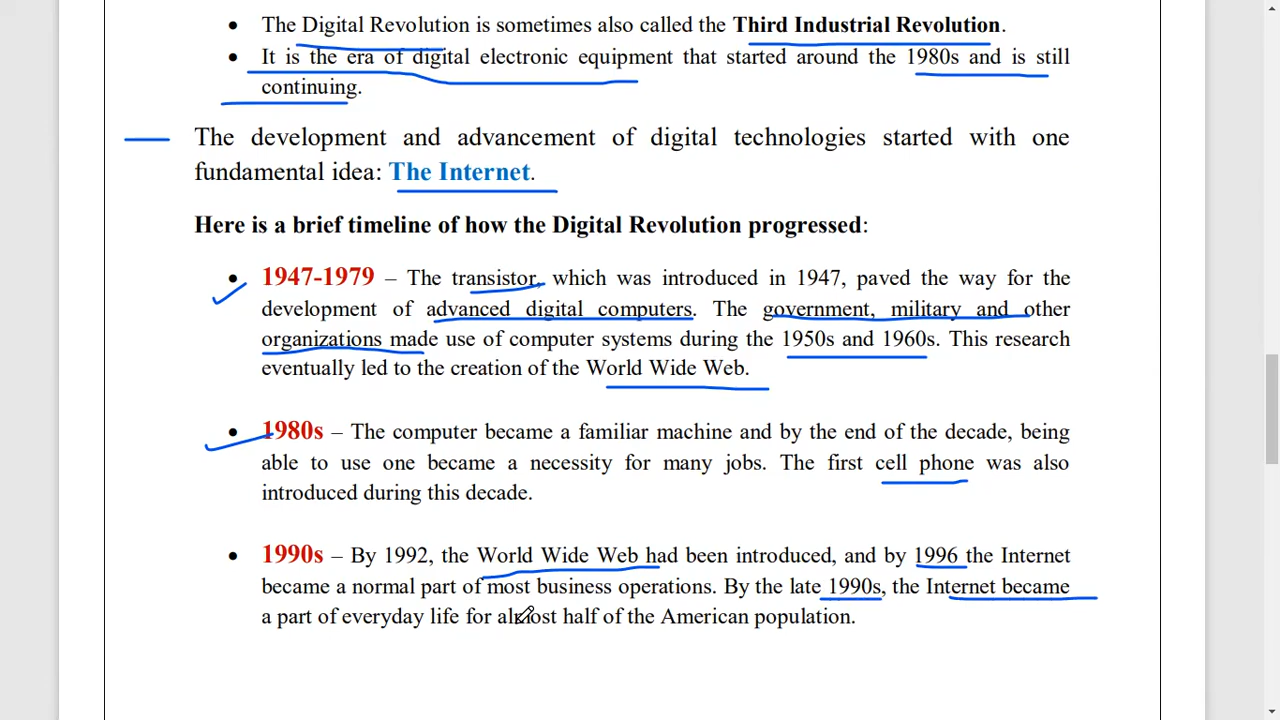 • The Digital Revolution is sometimes also called the Third Industrial Revolution.
• It is the era of digital electronic equipment that started around the 1980s and is still
continuing.
The development and advancement of digital technologies started with one
fundamental idea: The Internet.
Here is a brief timeline of how the Digital Revolution progressed:
• 1947-1979 – The transistor, which was introduced in 1947, paved the way for the
development of advanced digital computers. The government, military and other
organizations made use of computer systems during the 1950s and 1960s. This research
eventually led to the creation of the World Wide Web.
• 1980s – The computer became a familiar machine and by the end of the decade, being
able to use one became a necessity for many jobs. The first cell phone was also
introduced during this decade.
• 1990s – By 1992, the World Wide Web had been introduced, and by 1996 the Internet
became a normal part of most business operations. By the late 1990s, the Internet became
a part of everyday life for almost half of the American population.